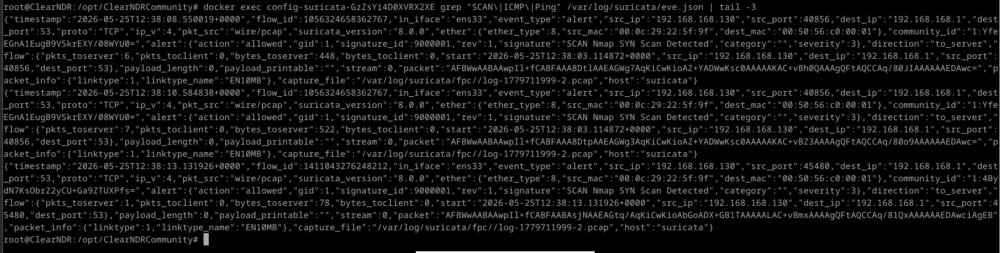 root@ClearNDR:/opt/ClearNDRCommunity# docker exec config-suricata-GzZsYi4D0XVRX2XE grep "SCAN\|ICMP\|Ping" /var/log/suricata/eve.json | tail -3
{"timestamp":"2026-05-25T12:38:08.550019+0000","flow_id":1056324658362767,"in_iface":"ens33","event_type":"alert","src_ip":"192.168.168.130","src_port":40856,"dest_ip":"192.168.168.1","dest
_port":53,"proto":"TCP","ip_v":4,"pkt_src":"wire/pcap","suricata_version":"8.0.0","ether":{"ether_type":8,"src_mac":"00:0c:29:22:5f:9f","dest_mac":"00:50:56:c0:00:01"},"community_id":"1:Yfe
EGnA1EugB9V5krEXY/08WYU0=","alert":{"action":"allowed","gid":1,"signature_id":9000001,"rev":1,"signature":"SCAN Nmap SYN Scan Detected","category":"","severity":3},"direction":"to_server","
flow":{"pkts_toserver":6,"pkts_toclient":0,"bytes_toserver":448,"bytes_toclient":0,"start":"2026-05-25T12:38:03.114872+0000","src_ip":"192.168.168.130","dest_ip":"192.168.168.1","src_port":
40856,"dest_port":53},"payload_length":0,"payload_printable":"","stream":0,"packet":"AFBWwAABAAwpIl+fCABFAAA8DtlAAEAGWg7AqKiCwKioAZ+YADWwKsc0AAAAAKAC+vBh0QAAAgQFtAQCCAq/80JIAAAAAAEDAwc=","p
acket_info":{"linktype":1,"linktype_name":"EN10MB"},"capture_file":"/var/log/suricata/fpc//log-1779711999-2.pcap","host":"suricata"}
{"timestamp":"2026-05-25T12:38:10.584838+0000","flow_id":1056324658362767,"in_iface":"ens33","event_type":"alert","src_ip":"192.168.168.130","src_port":40856,"dest_ip":"192.168.168.1","dest
_port":53,"proto":"TCP","ip_v":4,"pkt_src":"wire/pcap","suricata_version":"8.0.0","ether":{"ether_type":8,"src_mac":"00:0c:29:22:5f:9f","dest_mac":"00:50:56:c0:00:01"},"community_id":"1:Yfe
EGnA1EugB9V5krEXY/08WYU0=","alert":{"action":"allowed","gid":1,"signature_id":9000001,"rev":1,"signature":"SCAN Nmap SYN Scan Detected","category":"","severity":3},"direction":"to_server","
flow":{"pkts_toserver":7,"pkts_toclient":0,"bytes_toserver":522,"bytes_toclient":0,"start":"2026-05-25T12:38:03.114872+0000","src_ip":"192.168.168.130","dest_ip":"192.168.168.1","src_port":
40856,"dest_port":53},"payload_length":0,"payload_printable":"","stream":0,"packet":"AFBWwAABAAwpIl+fCABFAAA8DtpAAEAGWg3AqKiCwKioAZ+YADWwKsc0AAAAAKAC+vBZ3AAAAgQFtAQCCAq/80o9AAAAAAEDAwc=","p
acket_info":{"linktype":1,"linktype_name":"EN10MB"},"capture_file":"/var/log/suricata/fpc//log-1779711999-2.pcap","host":"suricata"}
{"timestamp":"2026-05-25T12:38:13.131926+0000","flow_id":1411043276248212,"in_iface":"ens33","event_type":"alert","src_ip":"192.168.168.130","src_port":45480,"dest_ip":"192.168.168.1","dest
_port":53,"proto":"TCP","ip_v":4,"pkt_src":"wire/pcap","suricata_version":"8.0.0","ether":{"ether_type":8,"src_mac":"00:0c:29:22:5f:9f","dest_mac":"00:50:56:c0:00:01"},"community_id":"1:4By
dN7KsObrZ2yCU+Ga9ZTUXPfs=","alert":{"action":"allowed","gid":1,"signature_id":9000001,"rev":1,"signature":"SCAN Nmap SYN Scan Detected","category":"","severity":3},"direction":"to_server","
flow":{"pkts_toserver":1,"pkts_toclient":0,"bytes_toserver":78,"bytes_toclient":0,"start":"2026-05-25T12:38:13.131926+0000","src_ip":"192.168.168.130","dest_ip":"192.168.168.1","src_port":4
5480,"dest_port":53},"payload_length":0,"payload_printable":"","stream":0,"packet":"AFBWwAABAAwpIl+fCABFAABAsjNAAEAGtq/AqKiCwKioAbGoADX+GB1TAAAAALAC+vBmxAAAAgQFtAQCCAq/81QxAAAAAAEDAwciAgEB"
,"packet_info":{"linktype":1,"linktype_name":"EN10MB"},"capture_file":"/var/log/suricata/fpc//log-1779711999-2.pcap","host":"suricata"}
root@ClearNDR:/opt/ClearNDRCommunity#